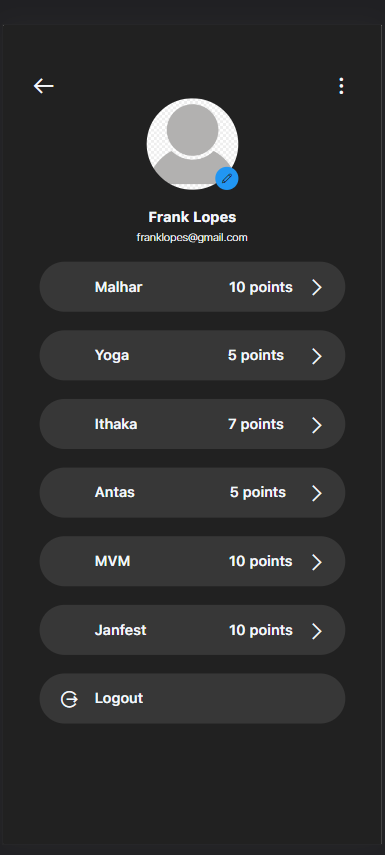 Frank Lopes
franklopes@gmail.com
Malhar 10 points
Yoga 5 points
Ithaka 7 points
Antas 5 points
MVM 10 points
Janfest 10 points
Logout